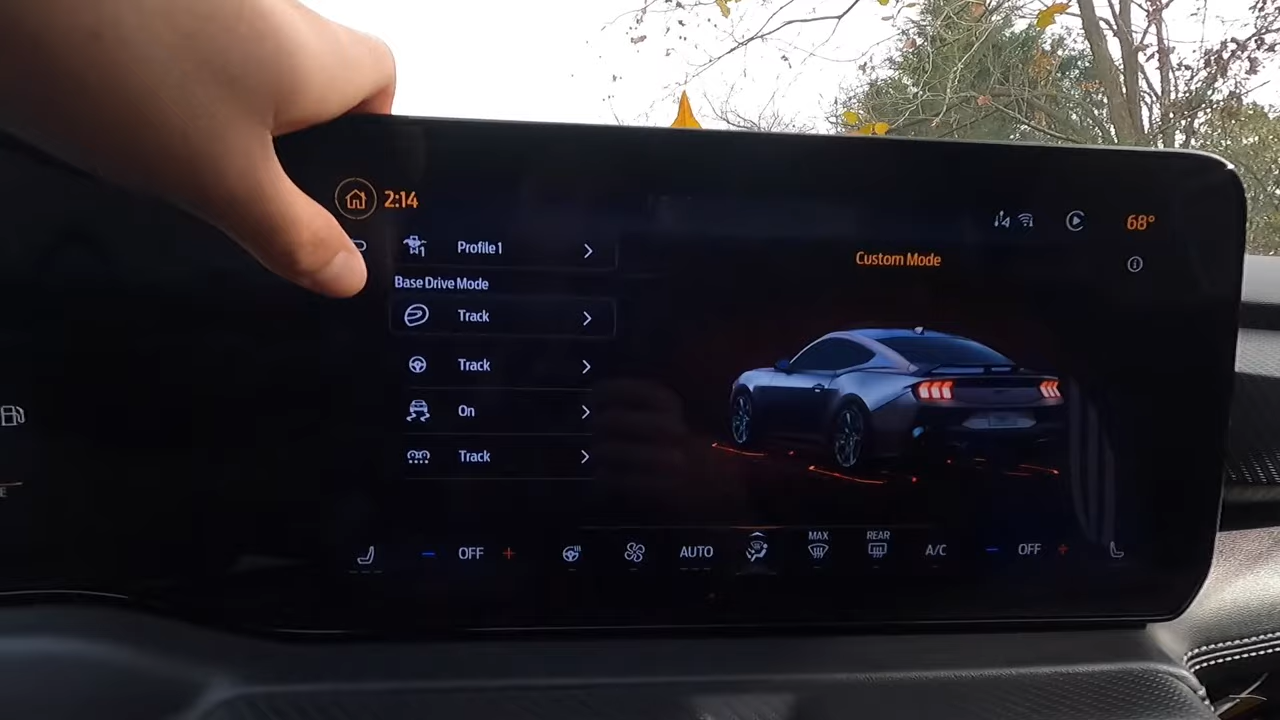 2:14
68°
Profile 1
Custom Mode
Base Drive Mode
Track
Track
On
Track
OFF
AUTO
MAX
REAR
A/C
OFF